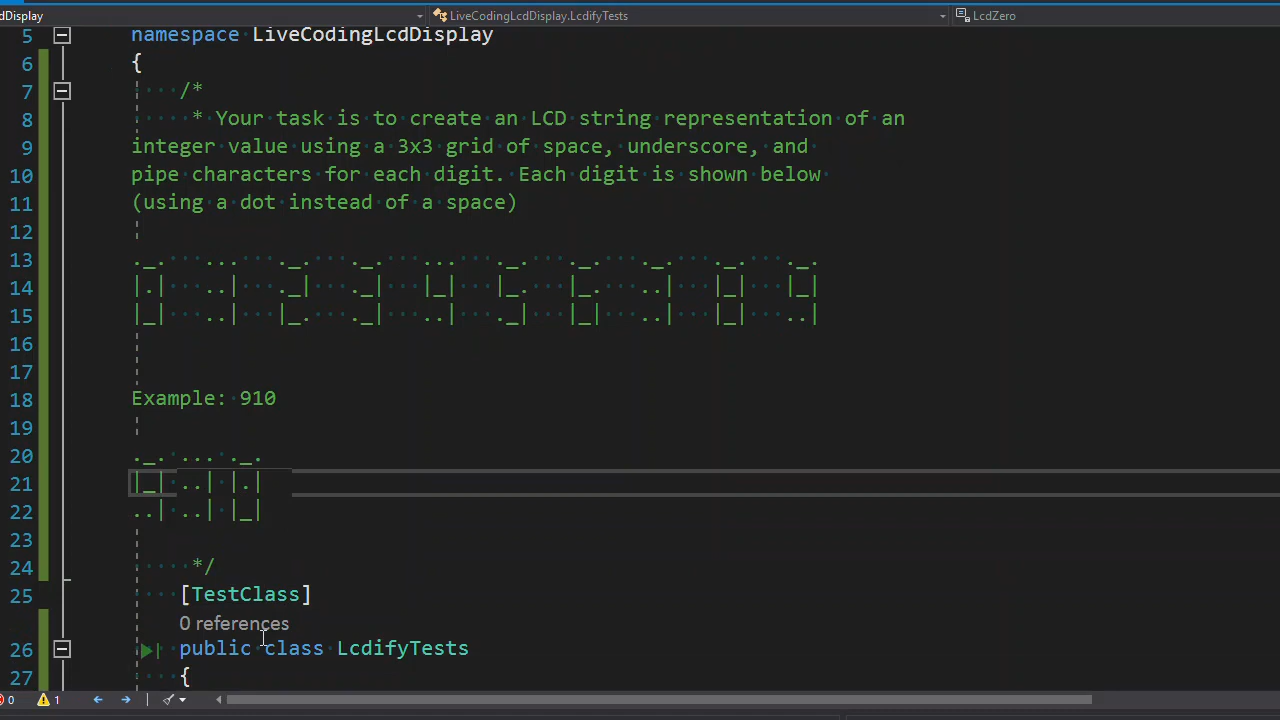 dDisplay LiveCodingLcdDisplay.LcdifyTests LcdZero
5 namespace LiveCodingLcdDisplay
6 {
7 /*
8 * Your task is to create an LCD string representation of an
9 integer value using a 3x3 grid of space, underscore, and
10 pipe characters for each digit. Each digit is shown below
11 (using a dot instead of a space)
12
13 ._.   ...   ._.   ._.   ...   ._.   ._.   ._.   ._.   ._.
14 |.|   ..|   ._|   ._|   |_|   |_.   |_.   ..|   |_|   |_|
15 |_|   ..|   |_.   ._|   ..|   ._|   |_|   ..|   |_|   ..|
16
17
18 Example: 910
19
20 ._. ... ._.
21 |_| ..| |.|
22 ..| ..| |_|
23
24 */
25 [TestClass]
0 references
26 public class LcdifyTests
27 {
0 1